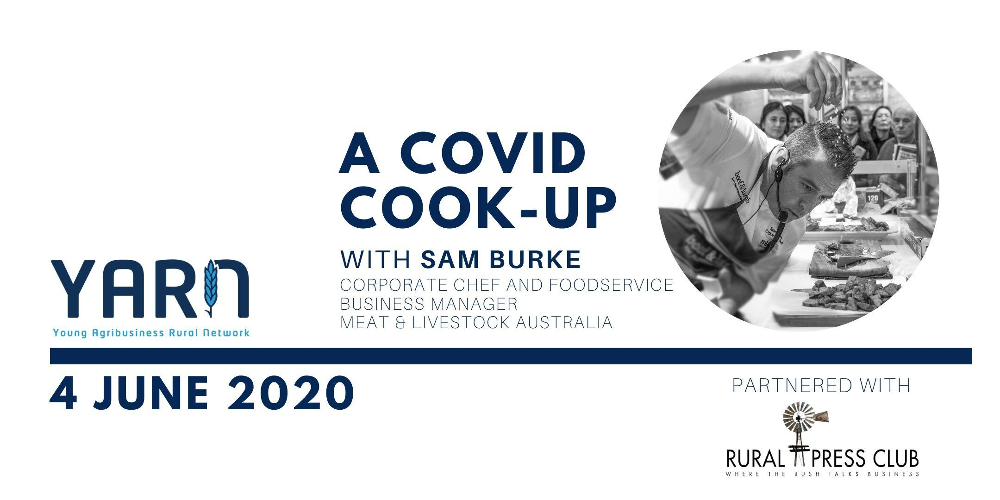 A COVID
COOK-UP
WITH SAM BURKE
CORPORATE CHEF AND FOODSERVICE
BUSINESS MANAGER
MEAT & LIVESTOCK AUSTRALIA
YARN
Young Agribusiness Rural Network
4 JUNE 2020
PARTNERED WITH
RURAL PRESS CLUB
WHERE THE BUSH TALKS BUSINESS
beef&lamb
120